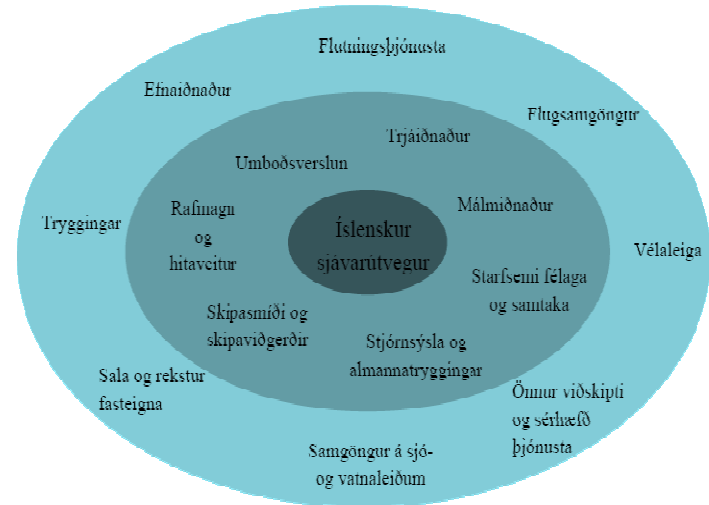 Flutningsþjónusta
Efnaiðnaður
Flugsamgöngur
Trjáiðnaður
Umboðsverslun
Rafmagn
og
hitaveitur
Málmiðnaður
Tryggingar
Íslenskur
sjávarútvegur
Vélaleiga
Starfsemi félaga
og samtaka
Skipasmíði og
skipaviðgerðir
Stjórnsýsla og
almannatryggingar
Sala og rekstur
fasteigna
Önnur viðskipti
og sérhæfð
þjónusta
Samgöngur á sjó-
og vatnaleiðum